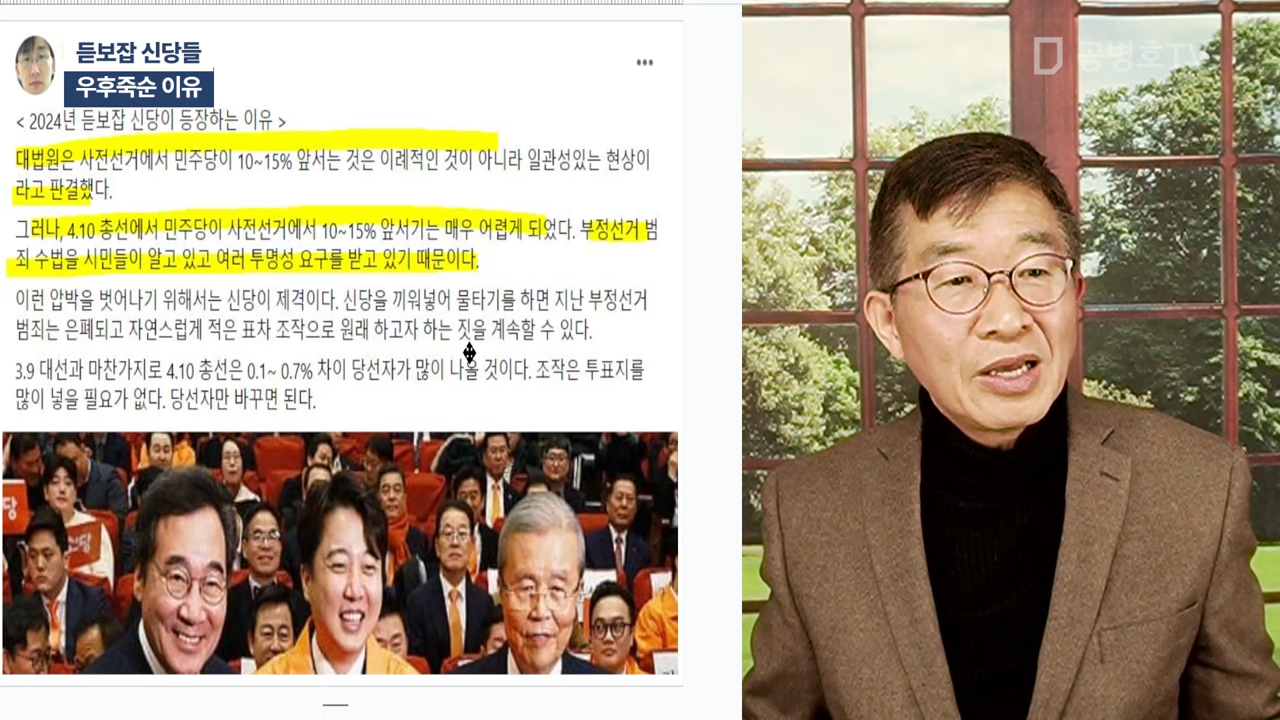 듣보잡 신당들
우후죽순 이유
< 2024년 듣보잡 신당이 등장하는 이유 >
대법원은 사전선거에서 민주당이 10~15% 앞서는 것은 이례적인 것이 아니라 일관성있는 현상이
라고 판결했다.
그러나, 4.10 총선에서 민주당이 사전선거에서 10~15% 앞서기는 매우 어렵게 되었다. 부정선거 범
죄 수법을 시민들이 알고 있고 여러 투명성 요구를 받고 있기 때문이다.
이런 압박을 벗어나기 위해서는 신당이 제격이다. 신당을 끼워넣어 물타기를 하면 지난 부정선거
범죄는 은폐되고 자연스럽게 적은 표차 조작으로 원래 하고자 하는 짓을 계속할 수 있다.
3.9 대선과 마찬가지로 4.10 총선은 0.1~ 0.7% 차이 당선자가 많이 나올 것이다. 조작은 투표지를
많이 넣을 필요가 없다. 당선자만 바꾸면 된다.
공병호TV